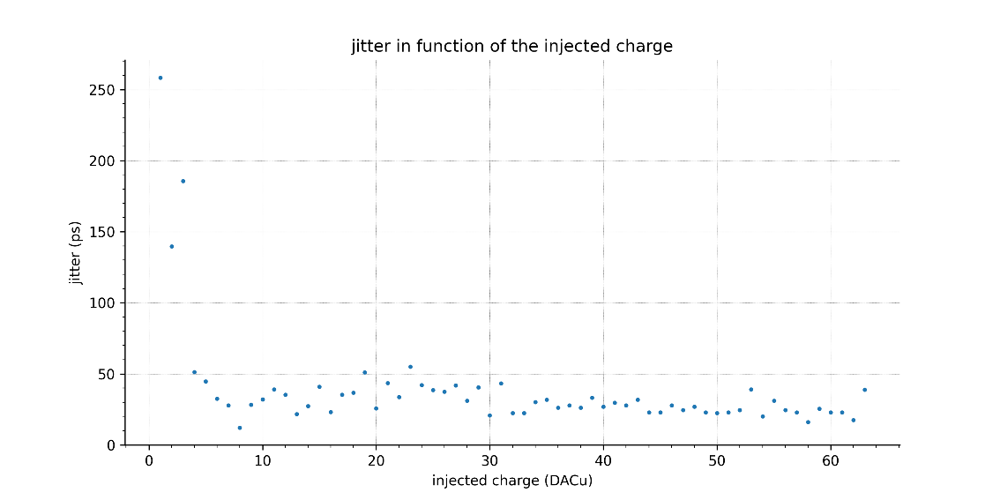 jitter in function of the injected charge
250
200
150
100
50
0
jitter (ps)
0 10 20 30 40 50 60
injected charge (DACu)